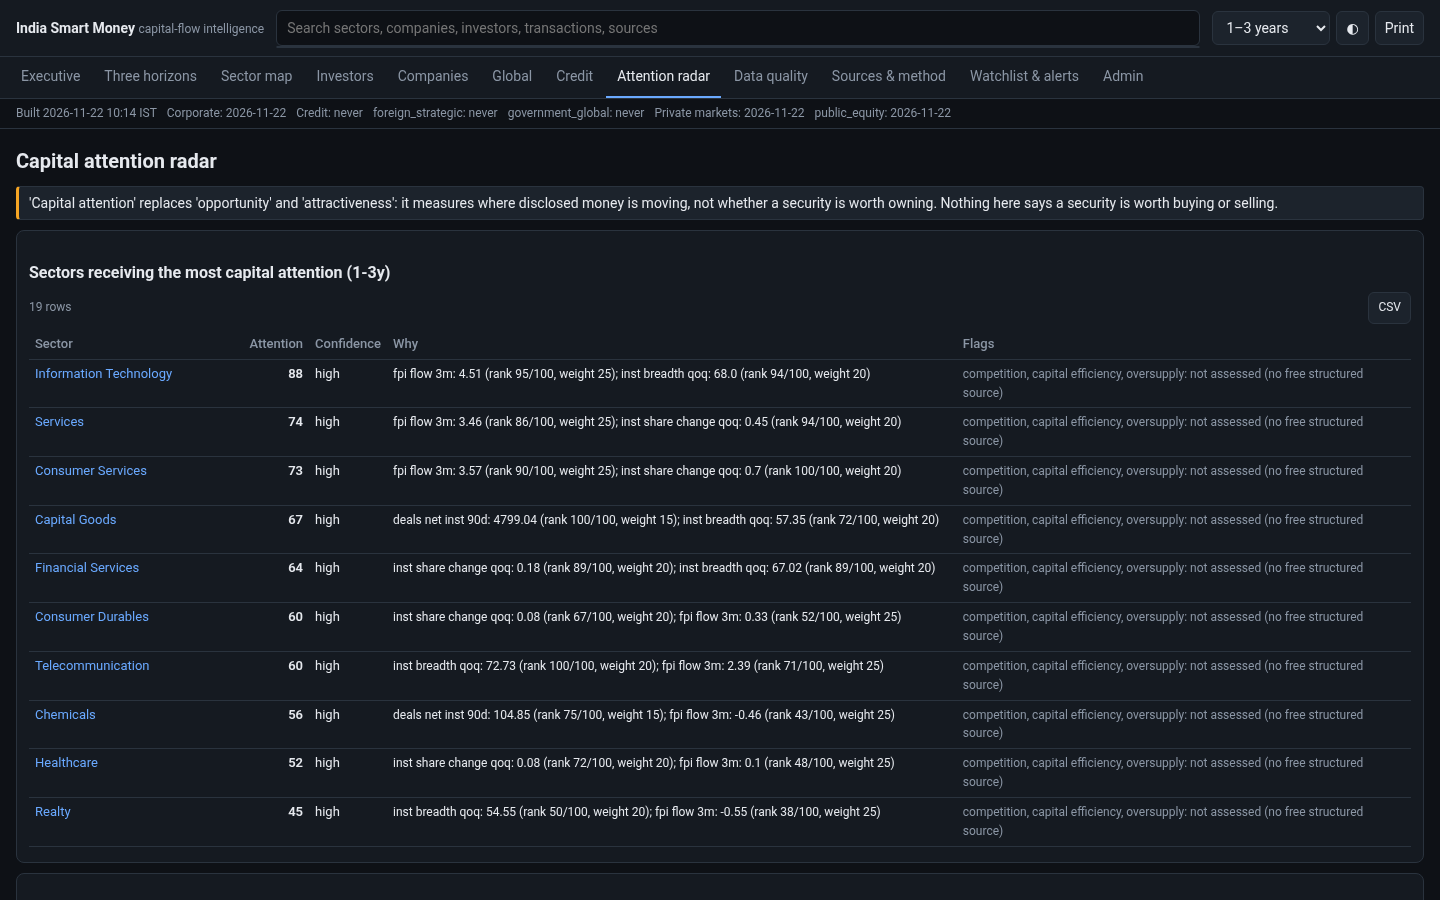 India Smart Money capital-flow intelligence
Search sectors, companies, investors, transactions, sources
1–3 years
Print
Executive Three horizons Sector map Investors Companies Global Credit Attention radar Data quality Sources & method Watchlist & alerts Admin
Built 2026-11-22 10:14 IST Corporate: 2026-11-22 Credit: never foreign_strategic: never government_global: never Private markets: 2026-11-22 public_equity: 2026-11-22
Capital attention radar
'Capital attention' replaces 'opportunity' and 'attractiveness': it measures where disclosed money is moving, not whether a security is worth owning. Nothing here says a security is worth buying or selling.
Sectors receiving the most capital attention (1-3y)
19 rows
CSV
Sector Attention Confidence Why Flags
Information Technology 88 high fpi flow 3m: 4.51 (rank 95/100, weight 25); inst breadth qoq: 68.0 (rank 94/100, weight 20) competition, capital efficiency, oversupply: not assessed (no free structured
source)
Services 74 high fpi flow 3m: 3.46 (rank 86/100, weight 25); inst share change qoq: 0.45 (rank 94/100, weight 20) competition, capital efficiency, oversupply: not assessed (no free structured
source)
Consumer Services 73 high fpi flow 3m: 3.57 (rank 90/100, weight 25); inst share change qoq: 0.7 (rank 100/100, weight 20) competition, capital efficiency, oversupply: not assessed (no free structured
source)
Capital Goods 67 high deals net inst 90d: 4799.04 (rank 100/100, weight 15); inst breadth qoq: 57.35 (rank 72/100, weight 20) competition, capital efficiency, oversupply: not assessed (no free structured
source)
Financial Services 64 high inst share change qoq: 0.18 (rank 89/100, weight 20); inst breadth qoq: 67.02 (rank 89/100, weight 20) competition, capital efficiency, oversupply: not assessed (no free structured
source)
Consumer Durables 60 high inst share change qoq: 0.08 (rank 67/100, weight 20); fpi flow 3m: 0.33 (rank 52/100, weight 25) competition, capital efficiency, oversupply: not assessed (no free structured
source)
Telecommunication 60 high inst breadth qoq: 72.73 (rank 100/100, weight 20); fpi flow 3m: 2.39 (rank 71/100, weight 25) competition, capital efficiency, oversupply: not assessed (no free structured
source)
Chemicals 56 high deals net inst 90d: 104.85 (rank 75/100, weight 15); fpi flow 3m: -0.46 (rank 43/100, weight 25) competition, capital efficiency, oversupply: not assessed (no free structured
source)
Healthcare 52 high inst share change qoq: 0.08 (rank 72/100, weight 20); fpi flow 3m: 0.1 (rank 48/100, weight 25) competition, capital efficiency, oversupply: not assessed (no free structured
source)
Realty 45 high inst breadth qoq: 54.55 (rank 50/100, weight 20); fpi flow 3m: -0.55 (rank 38/100, weight 25) competition, capital efficiency, oversupply: not assessed (no free structured
source)